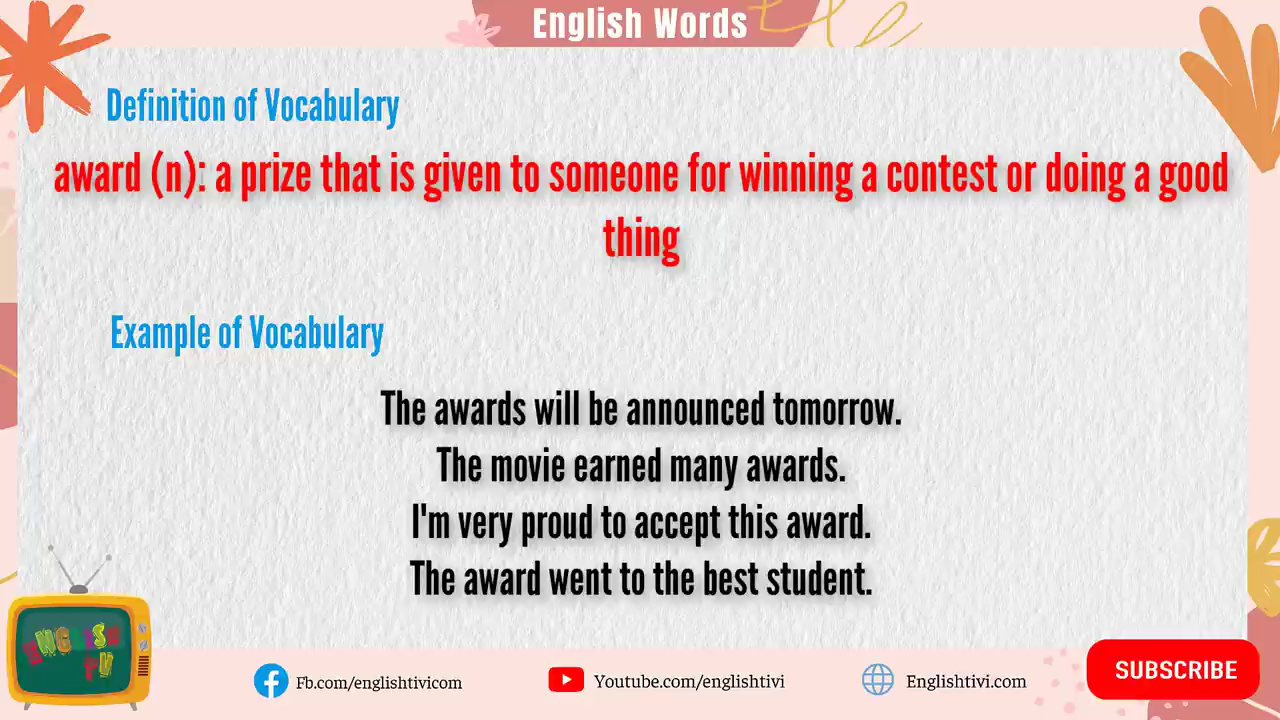 English Words
Definition of Vocabulary
award (n): a prize that is given to someone for winning a contest or doing a good
thing
Example of Vocabulary
The awards will be announced tomorrow.
The movie earned many awards.
I'm very proud to accept this award.
The award went to the best student.
ENGLISH
TV
Fb.com/englishtivicom
Youtube.com/englishtivi
Englishtivi.com
SUBSCRIBE